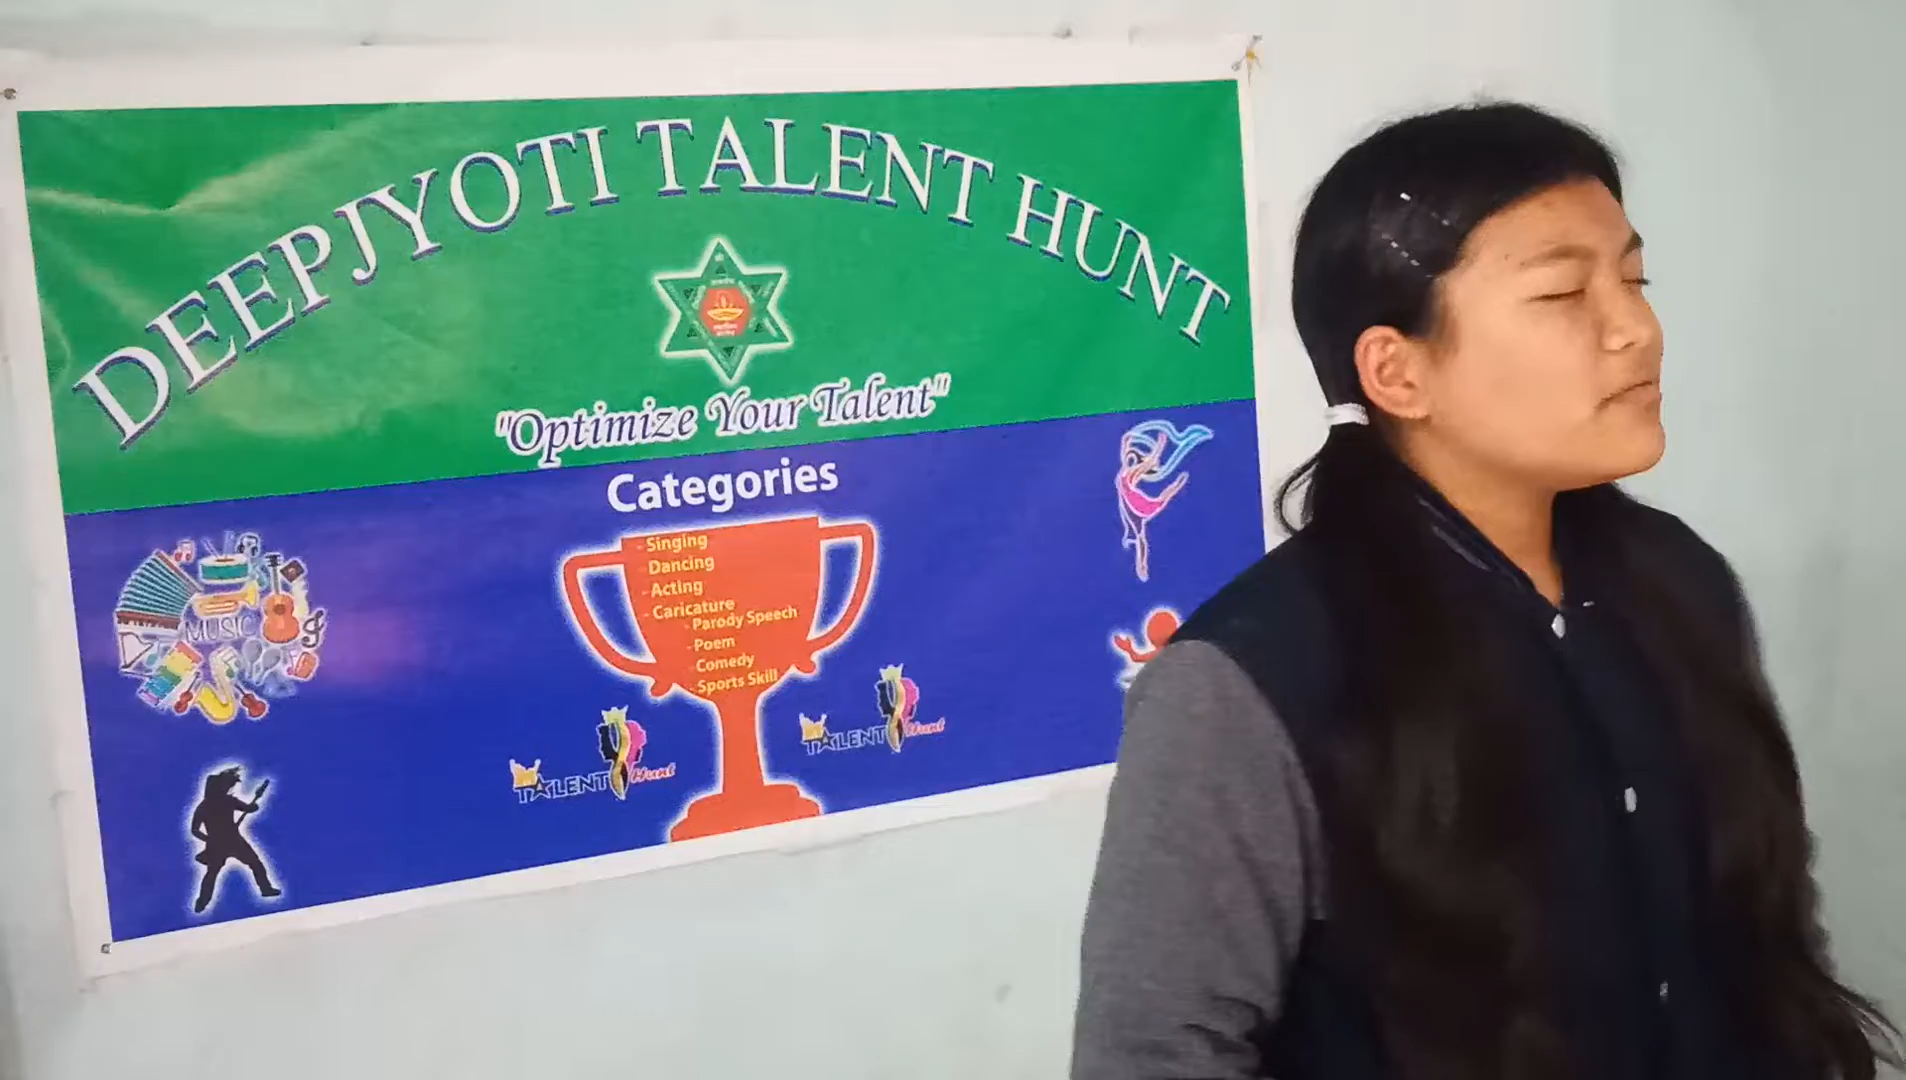 DEEPJYOTI TALENT HUNT
"Optimize Your Talent"
Categories
- Singing
- Dancing
- Acting
- Caricature
- Parody Speech
- Poem
- Comedy
- Sports Skill
MUSIC
TALENT Hunt
TALENT Hunt